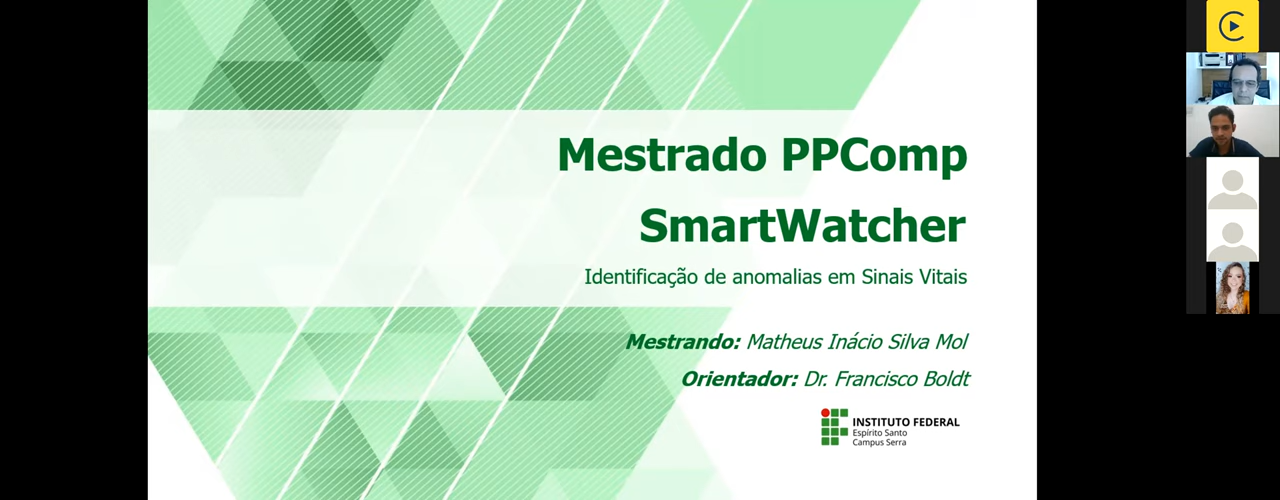 Mestrado PPComp
SmartWatcher
Identificação de anomalias em Sinais Vitais
Mestrando: Matheus Inácio Silva Mol
Orientador: Dr. Francisco Boldt
INSTITUTO FEDERAL
Espírito Santo
Campus Serra